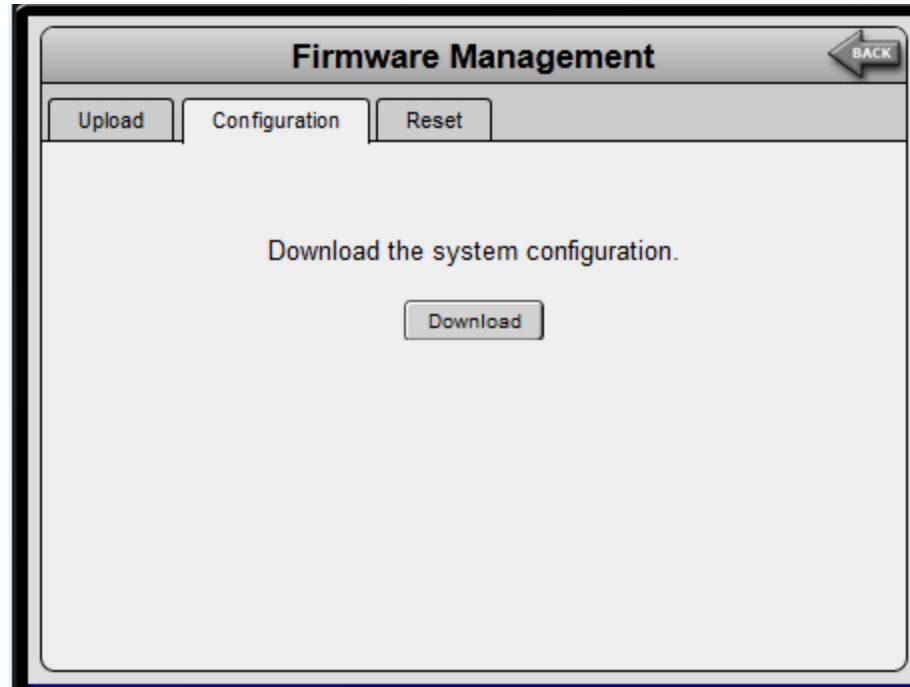 Firmware Management
BACK
Upload
Configuration
Reset
Download the system configuration.
Download